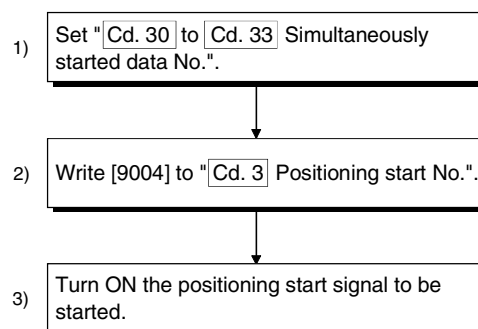 1) Set " Cd. 30 to Cd. 33 Simultaneously
started data No.".
2) Write [9004] to " Cd. 3 Positioning start No.".
3) Turn ON the positioning start signal to be
started.